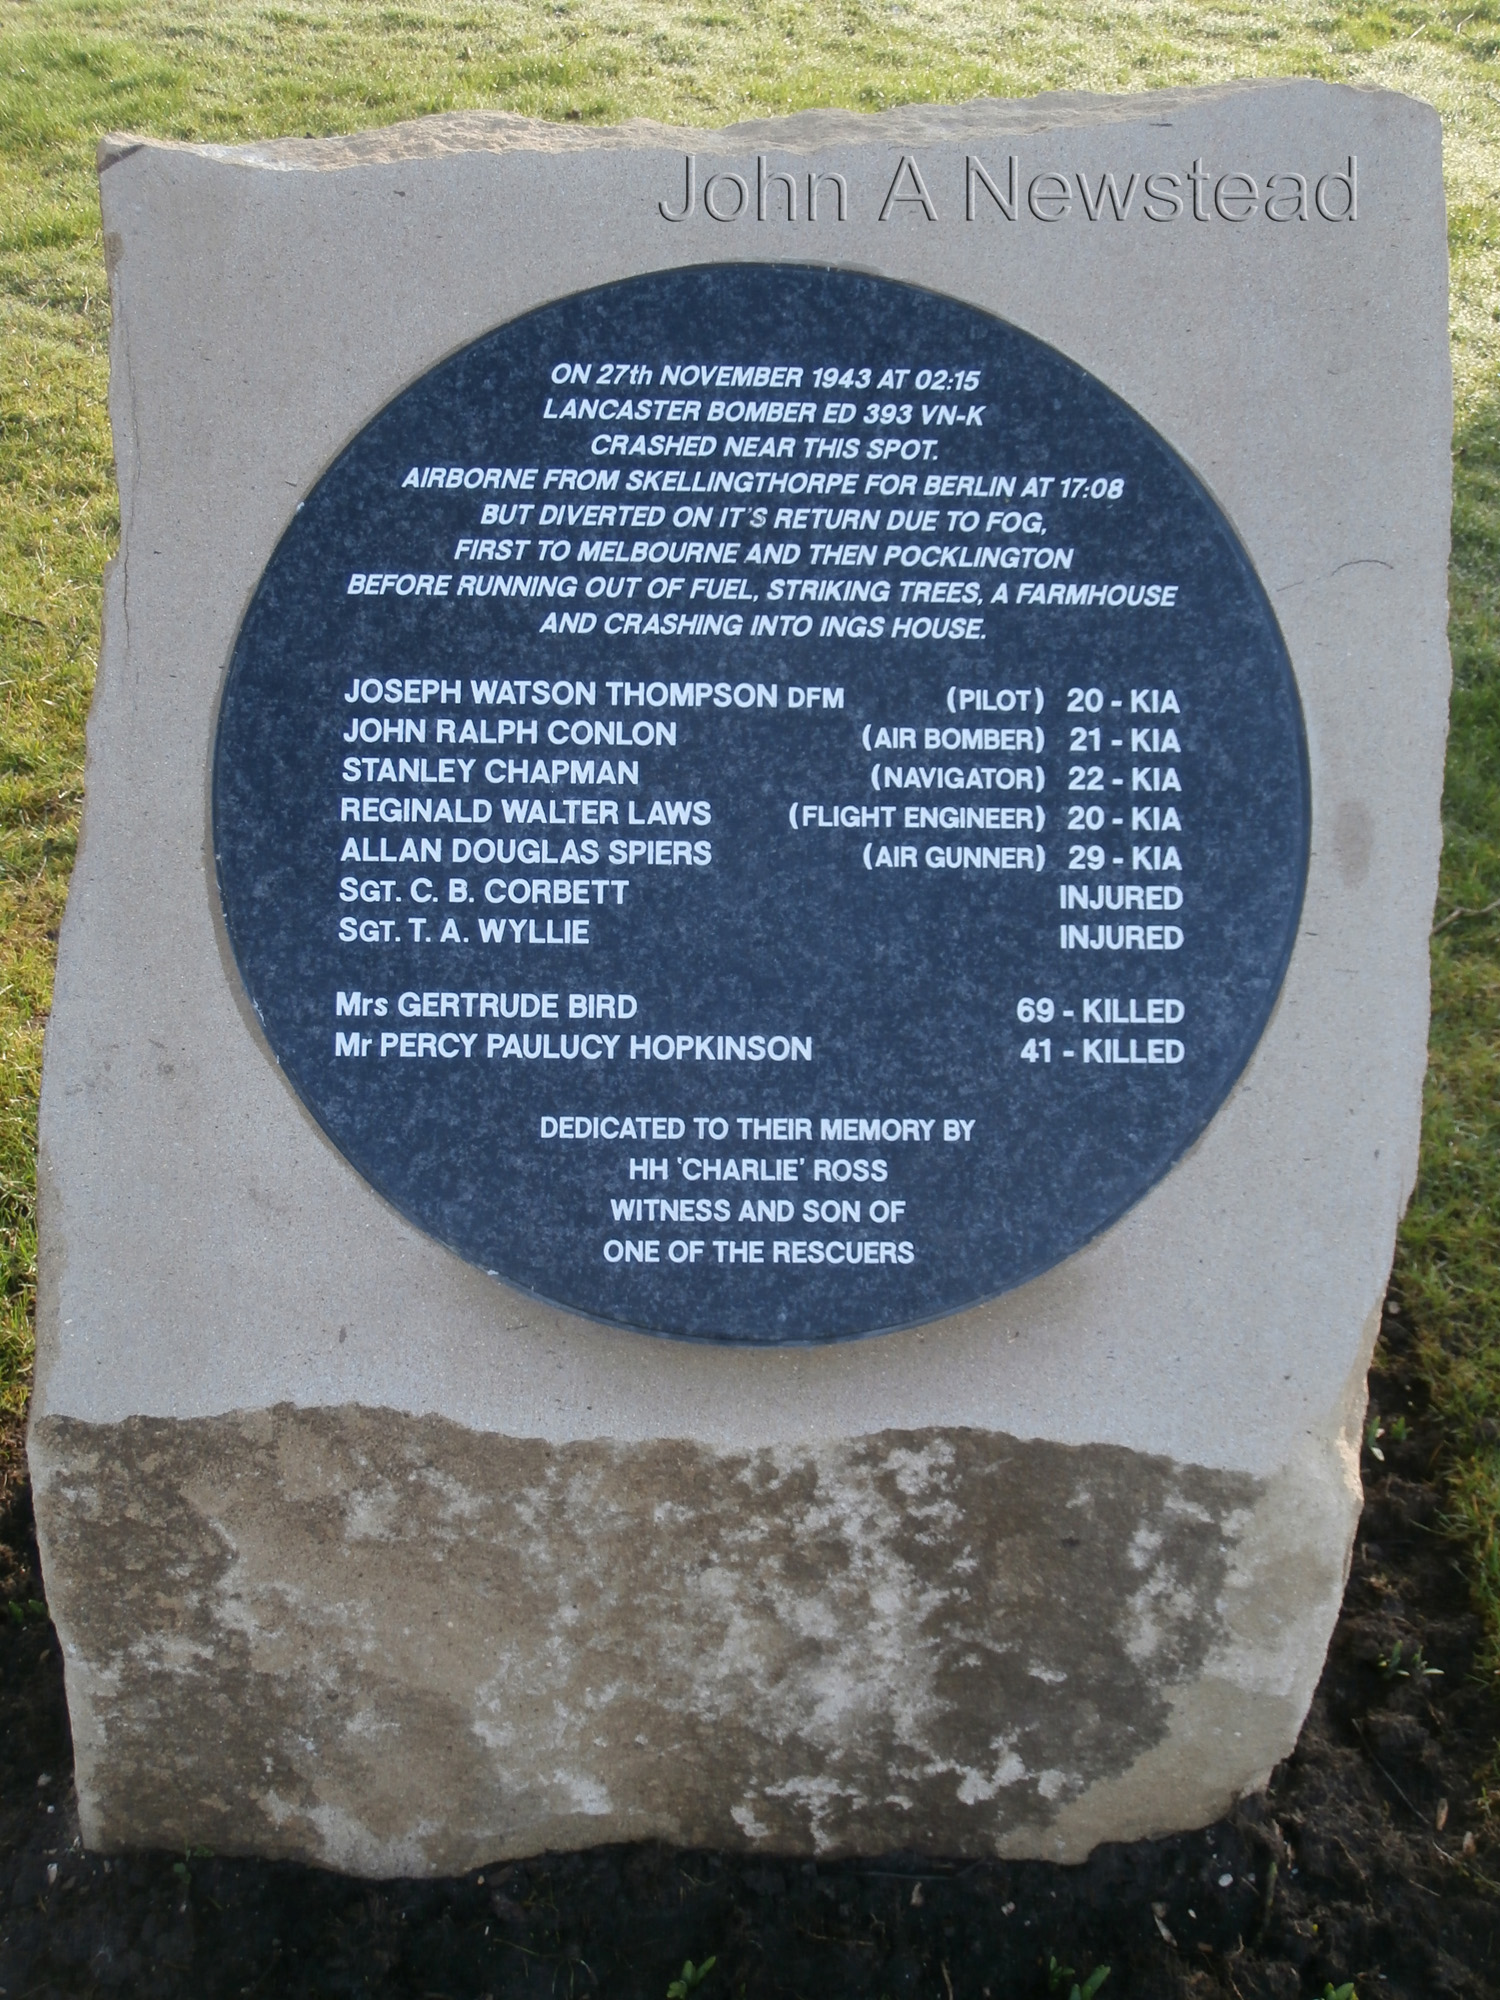 John A Newstead
ON 27th NOVEMBER 1943 AT 02:15
LANCASTER BOMBER ED 393 VN-K
CRASHED NEAR THIS SPOT.
AIRBORNE FROM SKELLINGTHORPE FOR BERLIN AT 17:08
BUT DIVERTED ON IT'S RETURN DUE TO FOG,
FIRST TO MELBOURNE AND THEN POCKLINGTON
BEFORE RUNNING OUT OF FUEL, STRIKING TREES, A FARMHOUSE
AND CRASHING INTO INGS HOUSE.
JOSEPH WATSON THOMPSON DFM (PILOT) 20 - KIA
JOHN RALPH CONLON (AIR BOMBER) 21 - KIA
STANLEY CHAPMAN (NAVIGATOR) 22 - KIA
REGINALD WALTER LAWS (FLIGHT ENGINEER) 20 - KIA
ALLAN DOUGLAS SPIERS (AIR GUNNER) 29 - KIA
SGT. C. B. CORBETT INJURED
SGT. T. A. WYLLIE INJURED
Mrs GERTRUDE BIRD 69 - KILLED
Mr PERCY PAULUCY HOPKINSON 41 - KILLED
DEDICATED TO THEIR MEMORY BY
HH 'CHARLIE' ROSS
WITNESS AND SON OF
ONE OF THE RESCUERS